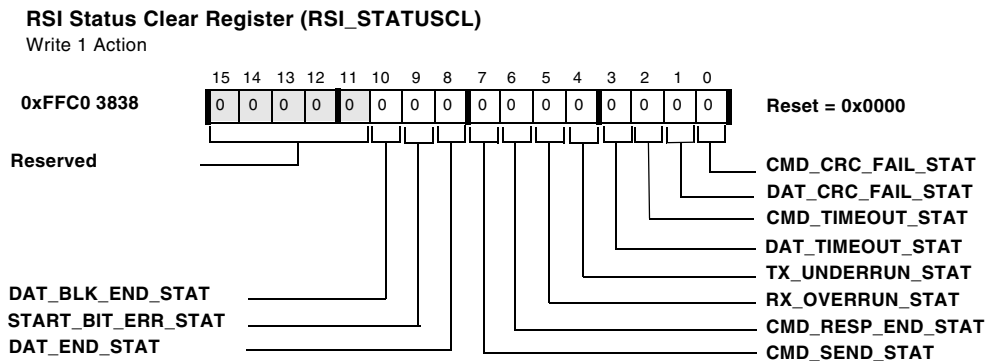 RSI Status Clear Register (RSI_STATUSCL)
Write 1 Action
15 14 13 12 11 10 9 8 7 6 5 4 3 2 1 0
0xFFC0 3838 0 0 0 0 0 0 0 0 0 0 0 0 0 0 0 0 Reset = 0x0000
Reserved
CMD_CRC_FAIL_STAT
DAT_CRC_FAIL_STAT
CMD_TIMEOUT_STAT
DAT_TIMEOUT_STAT
TX_UNDERRUN_STAT
DAT_BLK_END_STAT RX_OVERRUN_STAT
START_BIT_ERR_STAT CMD_RESP_END_STAT
DAT_END_STAT CMD_SEND_STAT